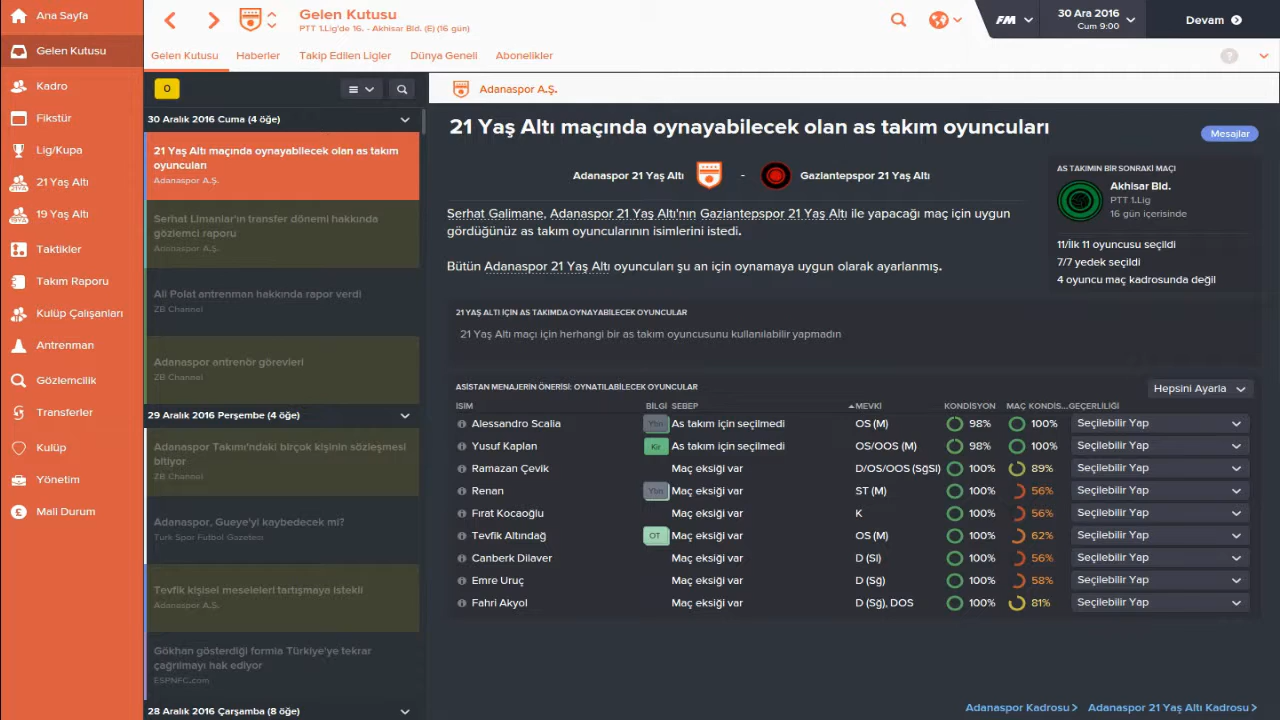 Ana Sayfa
Gelen Kutusu
Kadro
Fikstür
Lig/Kupa
21 Yaş Altı
19 Yaş Altı
Taktikler
Takım Raporu
Kulüp Çalışanları
Antrenman
Gözlemcilik
Transferler
Kulüp
Yönetim
Mali Durum
Gelen Kutusu
PTT 1.Lig'de 16. - Akhisar Bld. (E) (16 gün)
FM
30 Ara 2016
Cum 9:00
Devam
Gelen Kutusu Haberler Takip Edilen Ligler Dünya Geneli Abonelikler
?
O
30 Aralık 2016 Cuma (4 öğe)
21 Yaş Altı maçında oynayabilecek olan as takım
oyuncuları
Adanaspor A.Ş.
Serhat Limanlar'ın transfer dönemi hakkında
gözlemci raporu
Adanaspor A.Ş.
Ali Polat antrenman hakkında rapor verdi
ZB Channel
Adanaspor antrenör görevleri
ZB Channel
29 Aralık 2016 Perşembe (4 öğe)
Adanaspor Takımı'ndaki birçok kişinin sözleşmesi
bitiyor
ZB Channel
Adanaspor, Gueye'yi kaybedecek mi?
Türk Spor Futbol Gazetesi
Tevfik kişisel meseleleri tartışmaya istekli
Adanaspor A.Ş.
Gökhan gösterdiği formla Türkiye'ye tekrar
çağrılmayı hak ediyor
ESPNFC.com
28 Aralık 2016 Çarşamba (8 öğe)
Adanaspor A.Ş.
21 Yaş Altı maçında oynayabilecek olan as takım oyuncuları
Mesajlar
Adanaspor 21 Yaş Altı - Gaziantepspor 21 Yaş Altı
Serhat Galimane, Adanaspor 21 Yaş Altı'nın Gaziantepspor 21 Yaş Altı ile yapacağı maç için uygun
gördüğünüz as takım oyuncularının isimlerini istedi.
Bütün Adanaspor 21 Yaş Altı oyuncuları şu an için oynamaya uygun olarak ayarlanmış.
AS TAKIMIN BİR SONRAKİ MAÇI
Akhisar Bld.
PTT 1.Lig
16 gün içerisinde
11/İlk 11 oyuncusu seçildi
7/7 yedek seçildi
4 oyuncu maç kadrosunda değil
21 YAŞ ALTI İÇİN AS TAKIMDA OYNAYABİLECEK OYUNCULAR
21 Yaş Altı maçı için herhangi bir as takım oyuncusunu kullanılabilir yapmadın
ASİSTAN MENAJERİN ÖNERİSİ: OYNATILABİLECEK OYUNCULAR
Hepsini Ayarla
İSİM BİLGİ SEBEP MEVKİ KONDİSYON MAÇ KONDİS...GEÇERLİLİĞİ
Alessandro Scalia Ybn As takım için seçilmedi OS (M) 98% 100% Seçilebilir Yap
Yusuf Kaplan Kir As takım için seçilmedi OS/OOS (M) 98% 100% Seçilebilir Yap
Ramazan Çevik Maç eksiği var D/OS/OOS (SğSl) 100% 89% Seçilebilir Yap
Renan Ybn Maç eksiği var ST (M) 100% 56% Seçilebilir Yap
Fırat Kocaoğlu Maç eksiği var K 100% 56% Seçilebilir Yap
Tevfik Altındağ OT Maç eksiği var OS (M) 100% 62% Seçilebilir Yap
Canberk Dilaver Maç eksiği var D (Sl) 100% 56% Seçilebilir Yap
Emre Uruç Maç eksiği var D (Sğ) 100% 58% Seçilebilir Yap
Fahri Akyol Maç eksiği var D (Sğ), DOS 100% 81% Seçilebilir Yap
Adanaspor Kadrosu > Adanaspor 21 Yaş Altı Kadrosu >